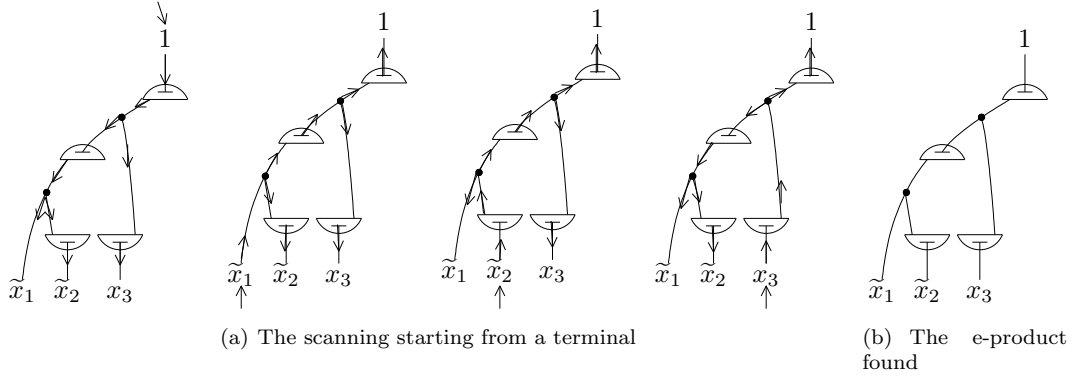 1 1 1 1 1
x̃₁ x̃₂ x₃ x̃₁ x̃₂ x₃ x̃₁ x̃₂ x₃ x̃₁ x̃₂ x₃ x̃₁ x̃₂ x₃
(a) The scanning starting from a terminal
(b) The e-product
found